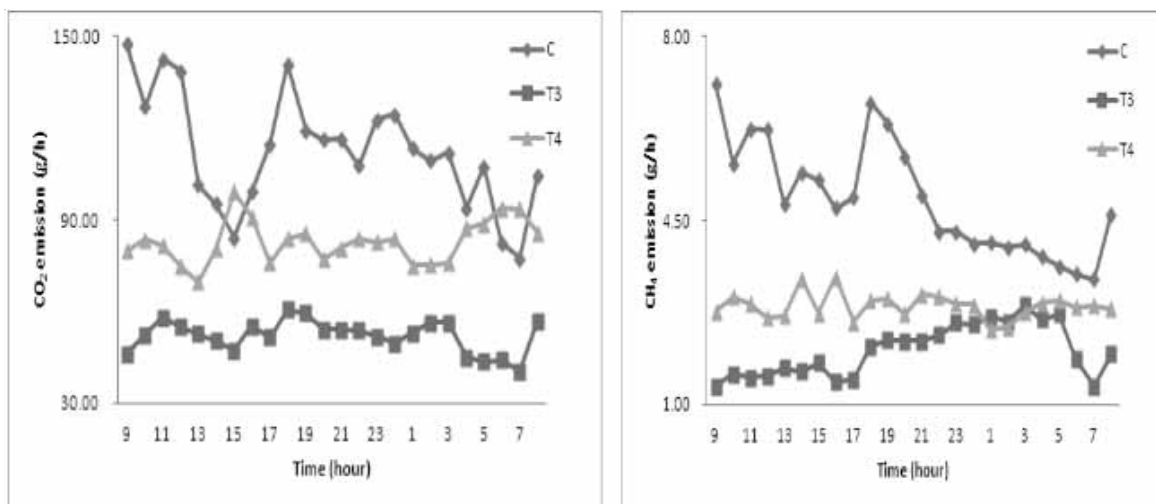 150.00
90.00
30.00
CO₂ emission (g/h)
C
T3
T4
9 11 13 15 17 19 21 23 1 3 5 7
Time (hour)
8.00
4.50
1.00
CH₄ emission (g/h)
C
T3
T4
9 11 13 15 17 19 21 23 1 3 5 7
Time (hour)